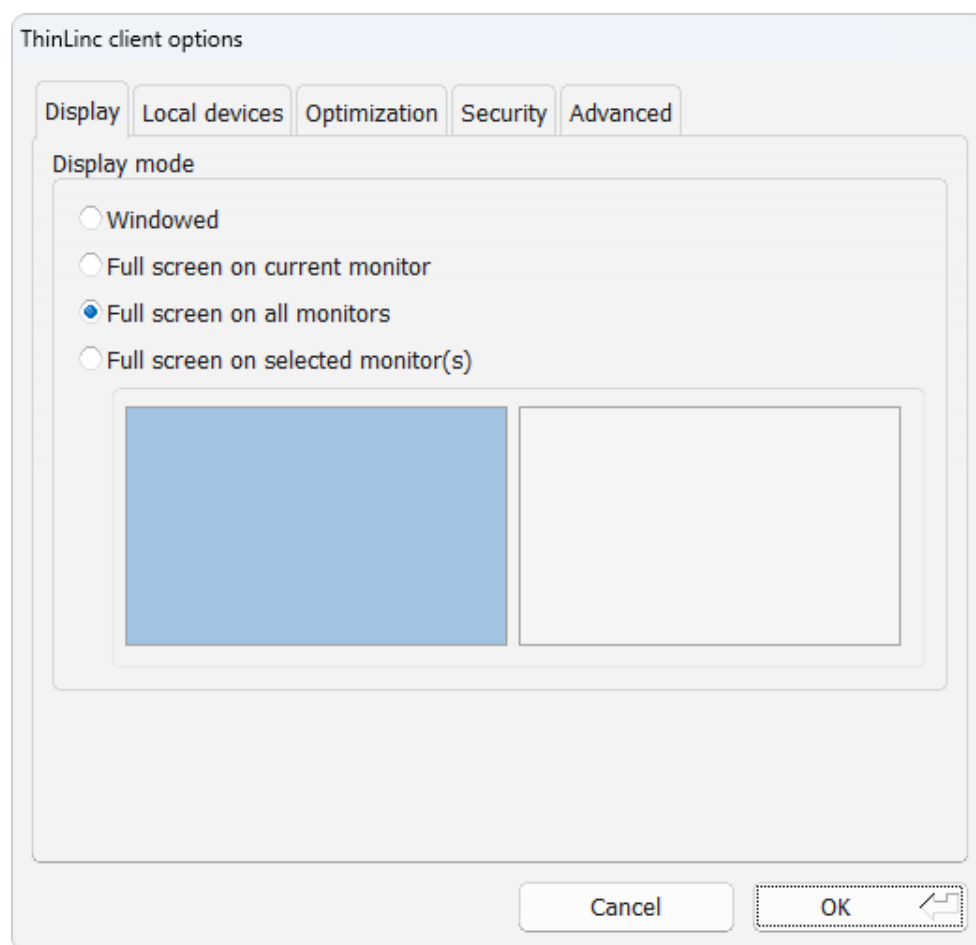 ThinLinc client options
Display Local devices Optimization Security Advanced
Display mode
Windowed
Full screen on current monitor
Full screen on all monitors
Full screen on selected monitor(s)
Cancel OK